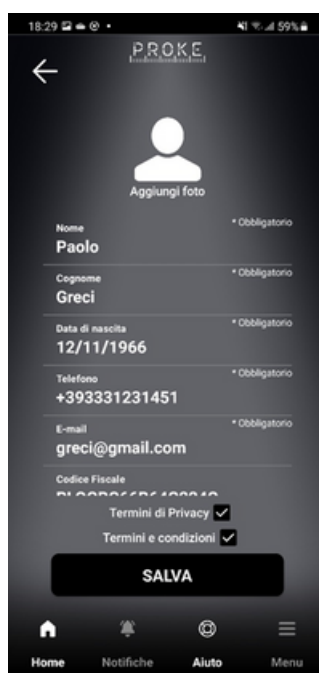 18:29 59%
PROKE
Aggiungi foto
Nome * Obbligatorio
Paolo
Cognome * Obbligatorio
Greci
Data di nascita * Obbligatorio
12/11/1966
Telefono * Obbligatorio
+393331231451
E-mail * Obbligatorio
greci@gmail.com
Codice Fiscale
Termini di Privacy
Termini e condizioni
SALVA
Home Notifiche Aiuto Menu